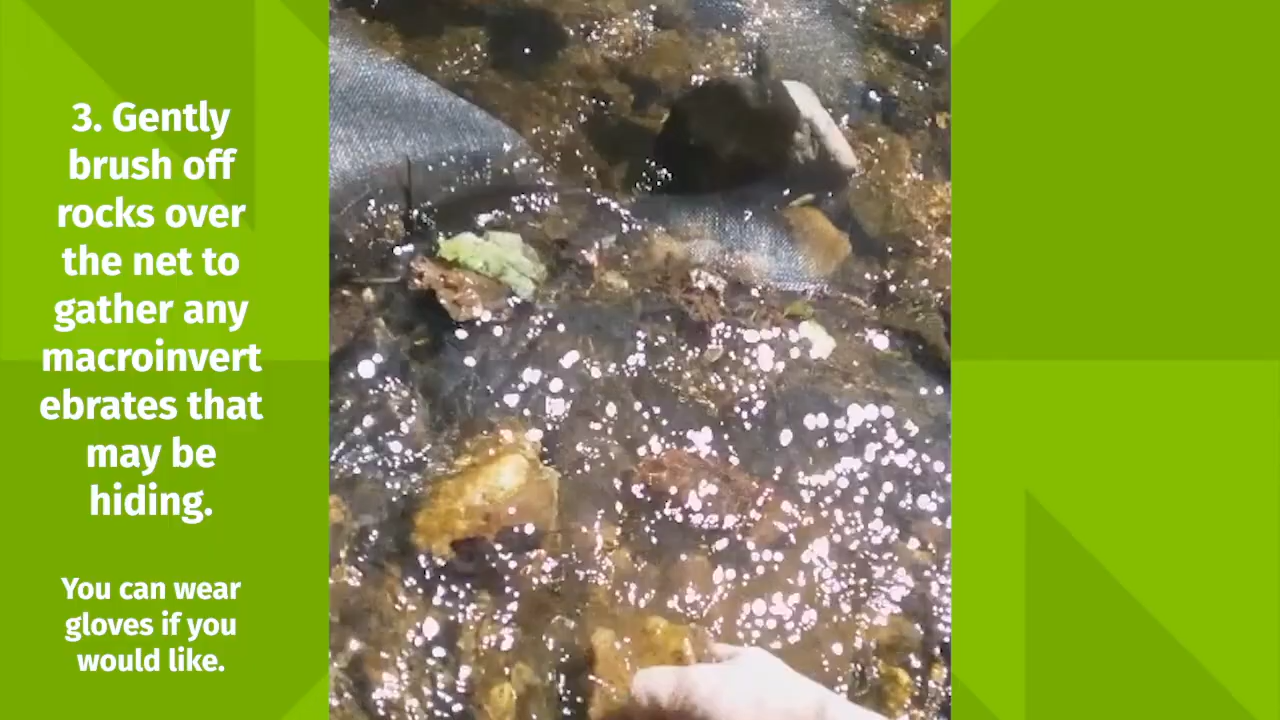 3. Gently
brush off
rocks over
the net to
gather any
macroinvert
ebrates that
may be
hiding.
You can wear
gloves if you
would like.